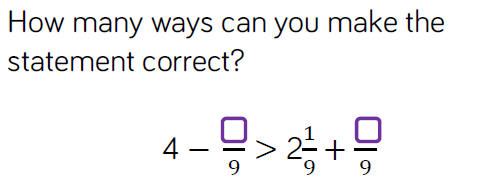 How many ways can you make the
statement correct?
4 − □/9 > 2 1/9 + □/9